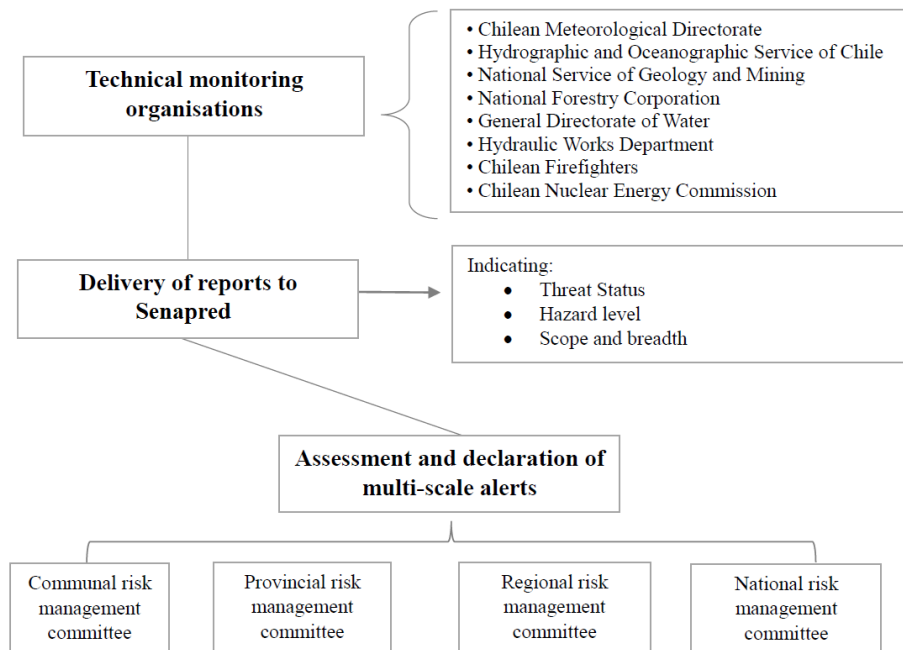 Technical monitoring
organisations
• Chilean Meteorological Directorate
• Hydrographic and Oceanographic Service of Chile
• National Service of Geology and Mining
• National Forestry Corporation
• General Directorate of Water
• Hydraulic Works Department
• Chilean Firefighters
• Chilean Nuclear Energy Commission
Delivery of reports to
Senapred
Indicating:
● Threat Status
● Hazard level
● Scope and breadth
Assessment and declaration of
multi-scale alerts
Communal risk
management
committee
Provincial risk
management
committee
Regional risk
management
committee
National risk
management
committee